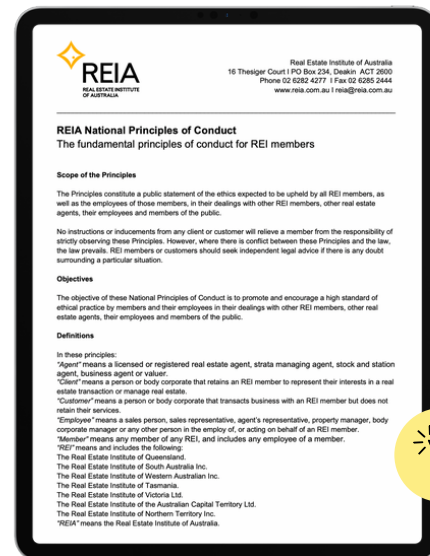 REIA
REAL ESTATE INSTITUTE
OF AUSTRALIA
Real Estate Institute of Australia
16 Thesiger Court I PO Box 234, Deakin ACT 2600
Phone 02 6282 4277 I Fax 02 6285 2444
www.reia.com.au I reia@reia.com.au
REIA National Principles of Conduct
The fundamental principles of conduct for REI members
Scope of the Principles
The Principles constitute a public statement of the ethics expected to be upheld by all REI members, as
well as the employees of those members, in their dealings with other REI members, other real estate
agents, their employees and members of the public.
No instructions or inducements from any client or customer will relieve a member from the responsibility of
strictly observing these Principles. However, where there is conflict between these Principles and the law,
the law prevails. REI members or customers should seek independent legal advice if there is any doubt
surrounding a particular situation.
Objectives
The objective of these National Principles of Conduct is to promote and encourage a high standard of
ethical practice by members and their employees in their dealings with other REI members, other real
estate agents, their employees and members of the public.
Definitions
In these principles:
"Agent" means a licensed or registered real estate agent, strata managing agent, stock and station
agent, business agent or valuer.
"Client" means a person or body corporate that retains an REI member to represent their interests in a real
estate transaction or manage real estate.
"Customer" means a person or body corporate that transacts business with an REI member but does not
retain their services.
"Employee" means a sales person, sales representative, agent's representative, property manager, body
corporate manager or any other person in the employ of, or acting on behalf of an REI member.
"Member" means any member of any REI, and includes any employee of a member.
"REI" means and includes the following:
The Real Estate Institute of Queensland.
The Real Estate Institute of South Australia Inc.
The Real Estate Institute of Western Australian Inc.
The Real Estate Institute of Tasmania.
The Real Estate Institute of Victoria Ltd.
The Real Estate Institute of the Australian Capital Territory Ltd.
The Real Estate Institute of Northern Territory Inc.
"REIA" means the Real Estate Institute of Australia.